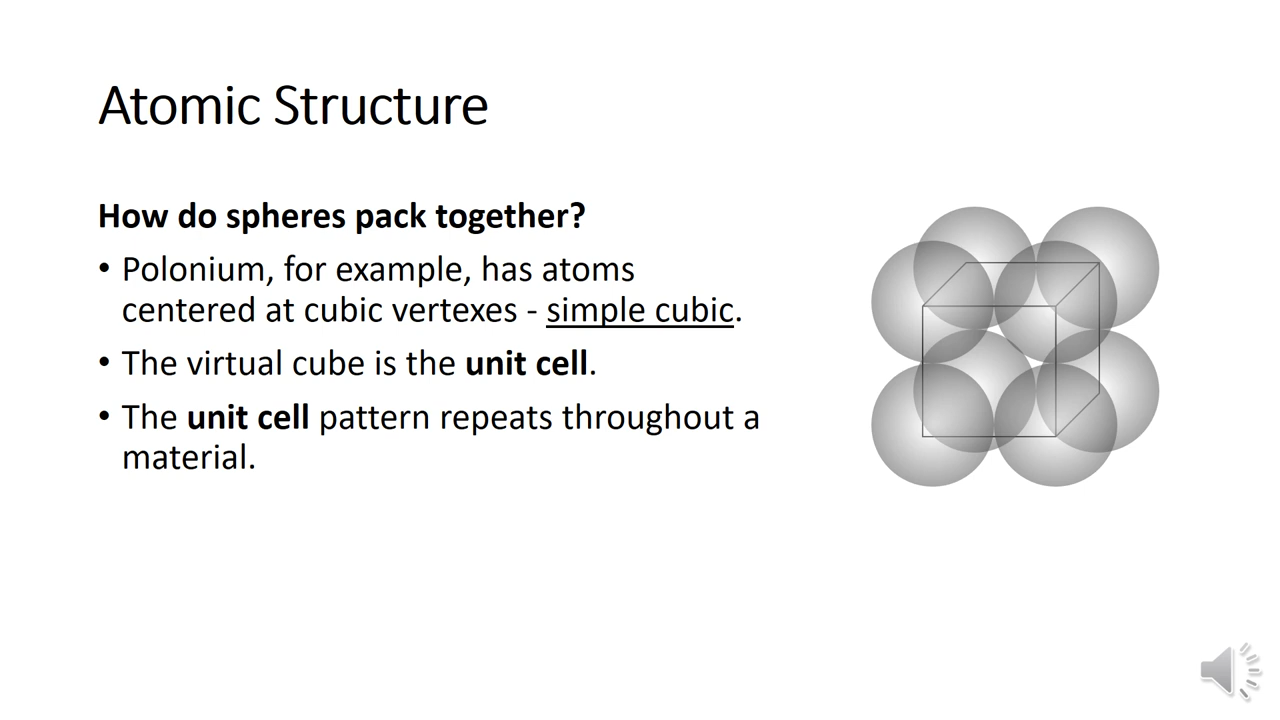 Atomic Structure
How do spheres pack together?
• Polonium, for example, has atoms
centered at cubic vertexes - simple cubic.
• The virtual cube is the unit cell.
• The unit cell pattern repeats throughout a
material.